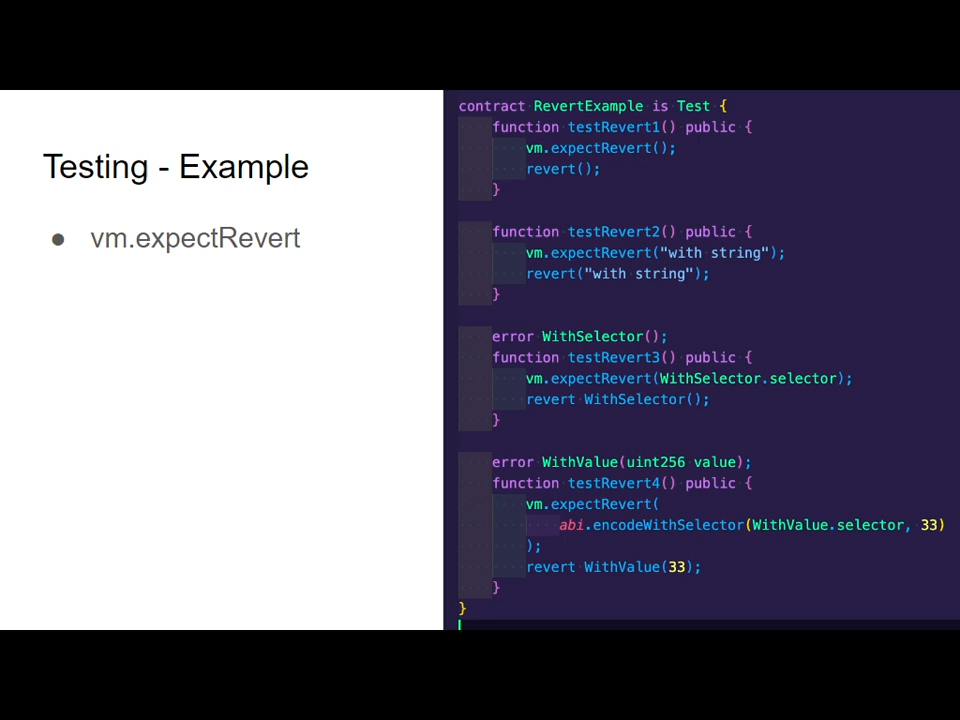 Testing - Example
● vm.expectRevert
contract RevertExample is Test {
    function testRevert1() public {
        vm.expectRevert();
        revert();
    }

    function testRevert2() public {
        vm.expectRevert("with string");
        revert("with string");
    }

    error WithSelector();
    function testRevert3() public {
        vm.expectRevert(WithSelector.selector);
        revert WithSelector();
    }

    error WithValue(uint256 value);
    function testRevert4() public {
        vm.expectRevert(
            abi.encodeWithSelector(WithValue.selector, 33)
        );
        revert WithValue(33);
    }
}